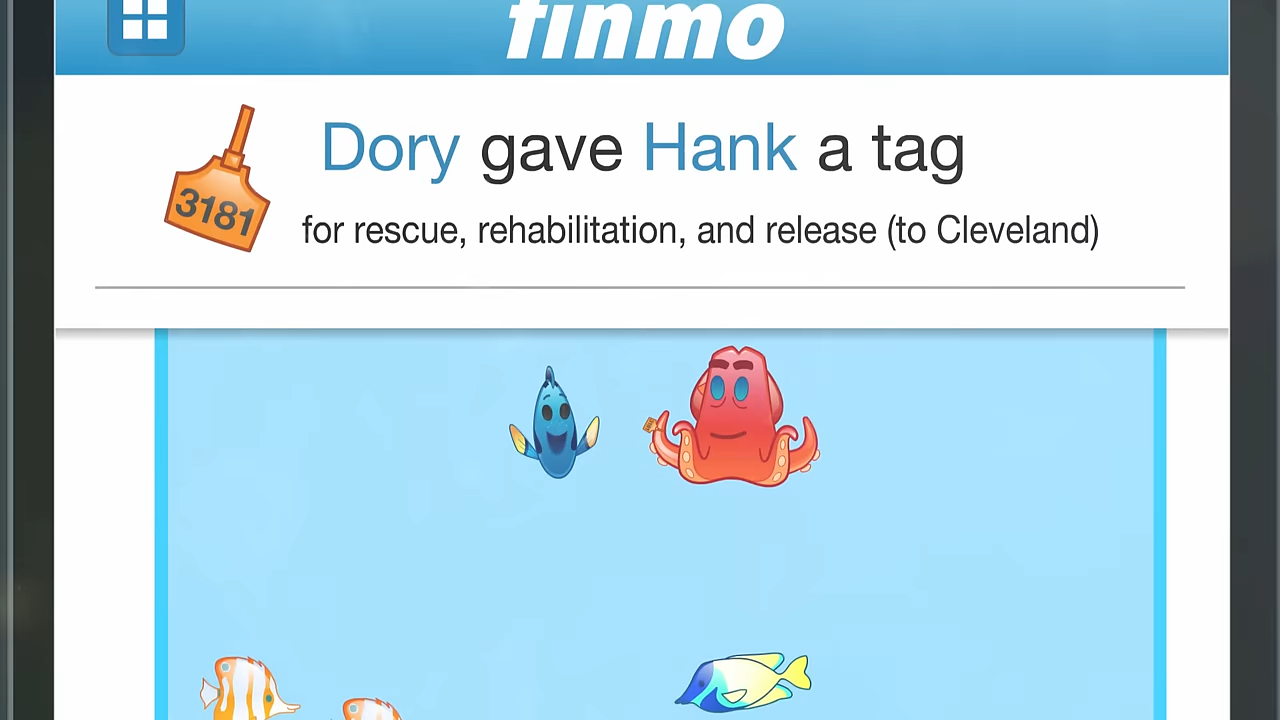 finmo
Dory gave Hank a tag
3181
for rescue, rehabilitation, and release (to Cleveland)